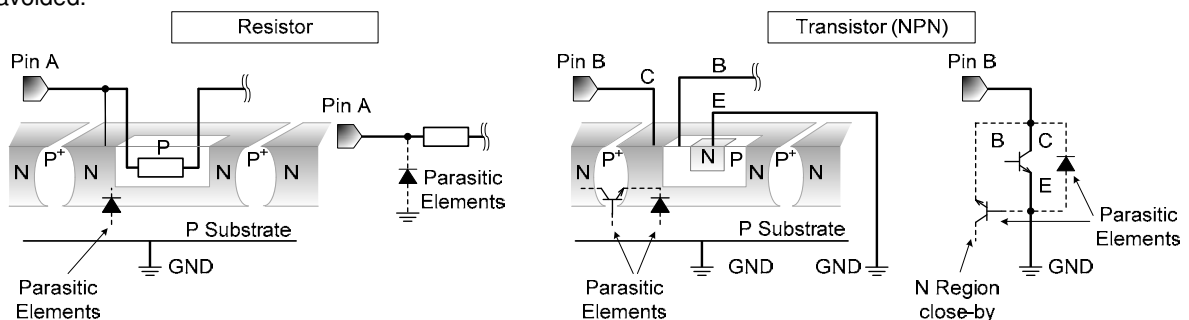 avoided.
Resistor
Transistor (NPN)
Pin A
Pin A
P
N
P+
N
N
P+
N
Parasitic
Elements
P Substrate
GND
Parasitic
Elements
Pin B
C
B
E
N
P+
N
N
P
N
P+
N
P Substrate
GND
GND
Parasitic
Elements
Pin B
B
C
E
Parasitic
Elements
GND
N Region
close-by